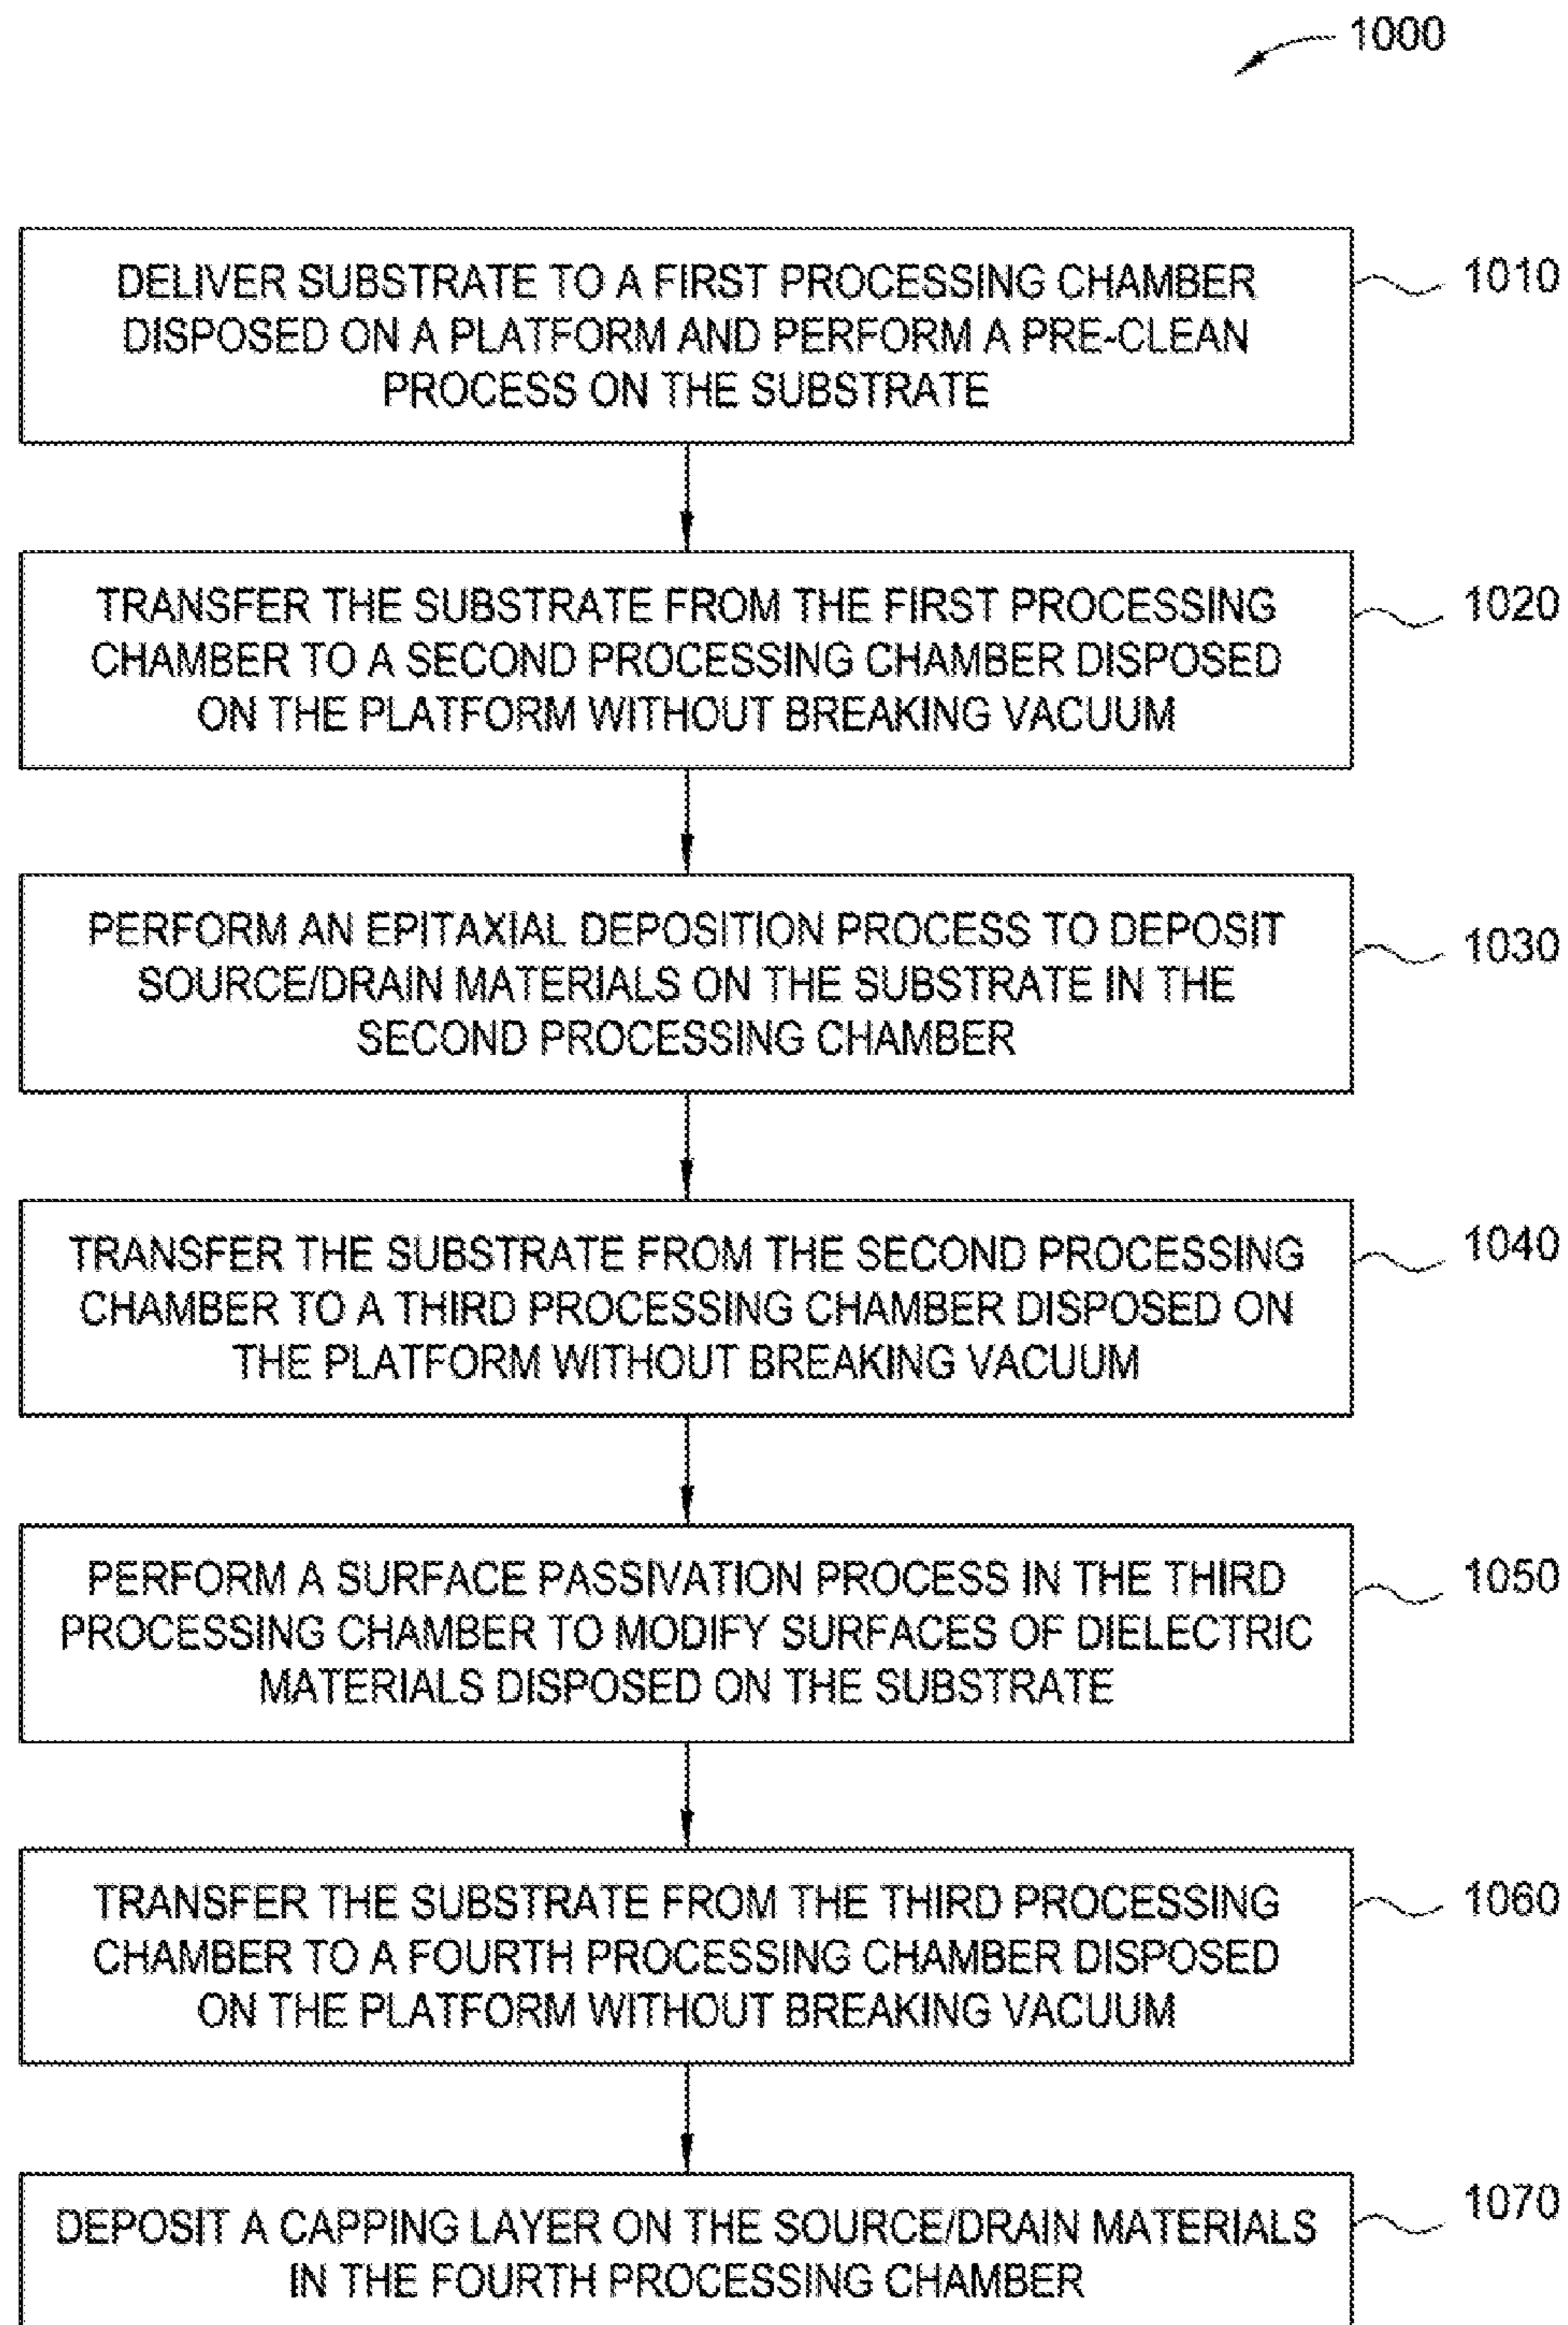 1000
DELIVER SUBSTRATE TO A FIRST PROCESSING CHAMBER
DISPOSED ON A PLATFORM AND PERFORM A PRE-CLEAN
PROCESS ON THE SUBSTRATE
1010
TRANSFER THE SUBSTRATE FROM THE FIRST PROCESSING
CHAMBER TO A SECOND PROCESSING CHAMBER DISPOSED
ON THE PLATFORM WITHOUT BREAKING VACUUM
1020
PERFORM AN EPITAXIAL DEPOSITION PROCESS TO DEPOSIT
SOURCE/DRAIN MATERIALS ON THE SUBSTRATE IN THE
SECOND PROCESSING CHAMBER
1030
TRANSFER THE SUBSTRATE FROM THE SECOND PROCESSING
CHAMBER TO A THIRD PROCESSING CHAMBER DISPOSED ON
THE PLATFORM WITHOUT BREAKING VACUUM
1040
PERFORM A SURFACE PASSIVATION PROCESS IN THE THIRD
PROCESSING CHAMBER TO MODIFY SURFACES OF DIELECTRIC
MATERIALS DISPOSED ON THE SUBSTRATE
1050
TRANSFER THE SUBSTRATE FROM THE THIRD PROCESSING
CHAMBER TO A FOURTH PROCESSING CHAMBER DISPOSED
ON THE PLATFORM WITHOUT BREAKING VACUUM
1060
DEPOSIT A CAPPING LAYER ON THE SOURCE/DRAIN MATERIALS
IN THE FOURTH PROCESSING CHAMBER
1070